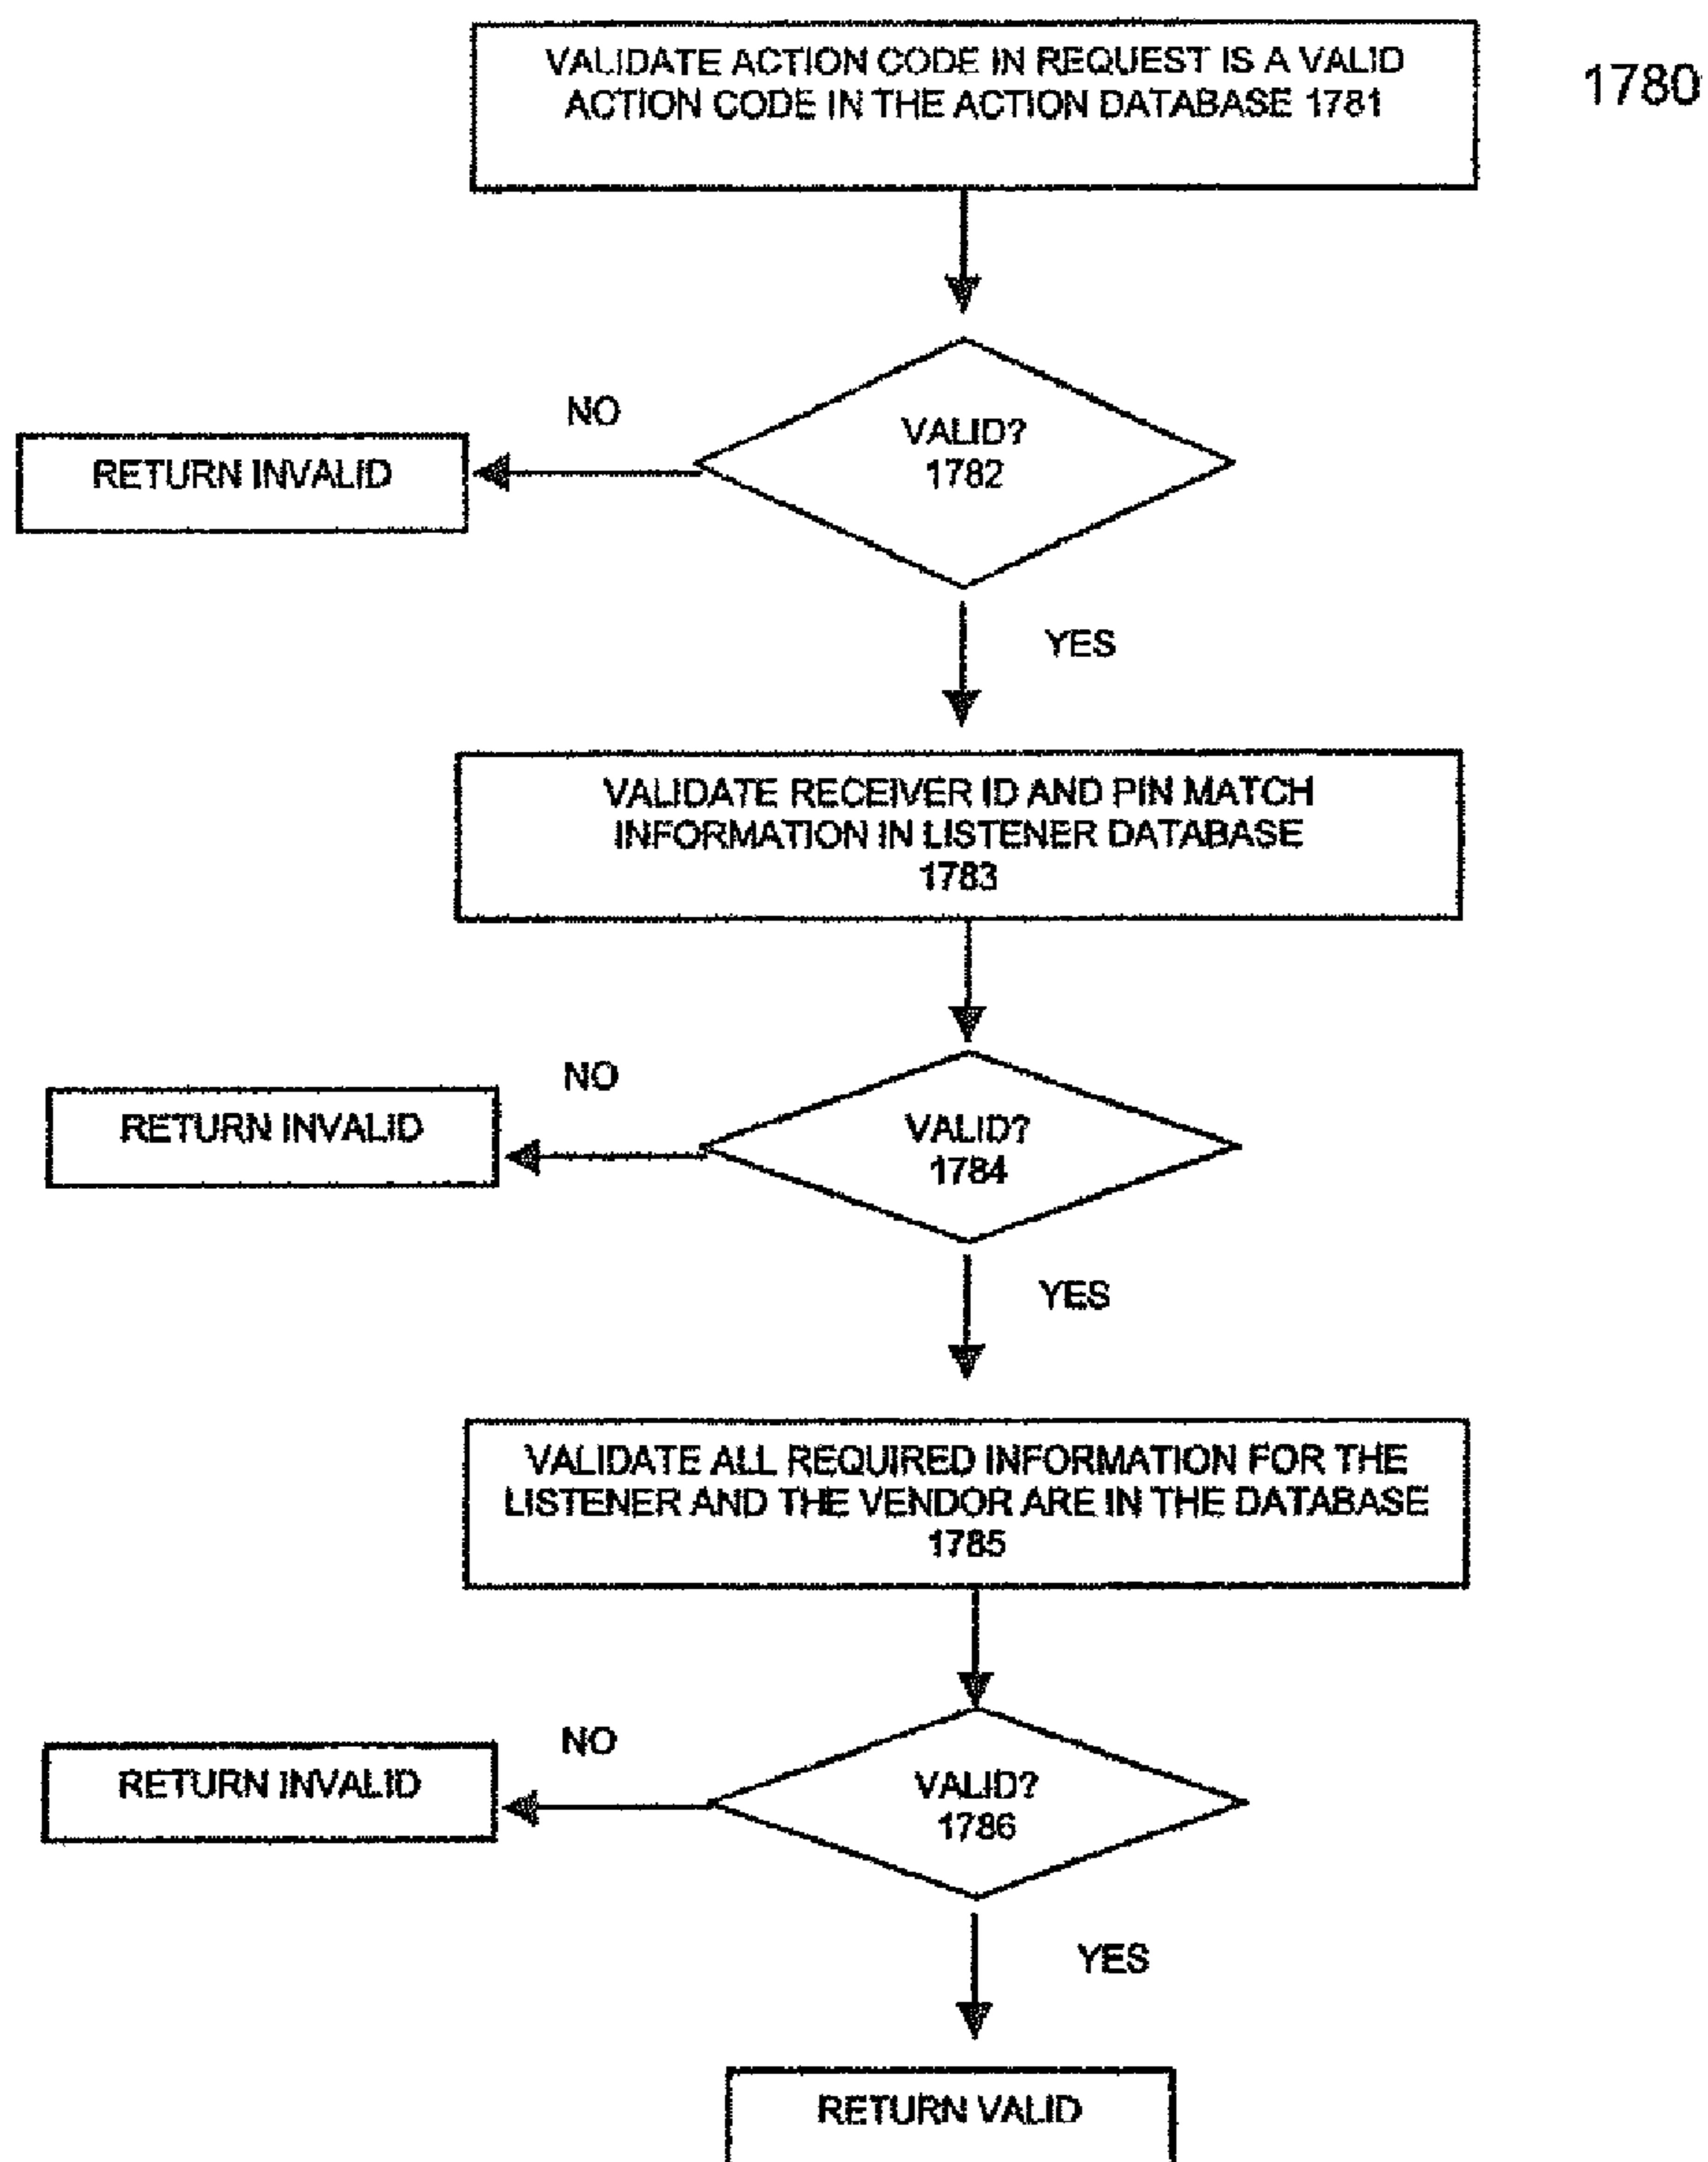 VALIDATE ACTION CODE IN REQUEST IS A VALID
ACTION CODE IN THE ACTION DATABASE 1781
1780
VALID?
1782
NO
RETURN INVALID
YES
VALIDATE RECEIVER ID AND PIN MATCH
INFORMATION IN LISTENER DATABASE
1783
VALID?
1784
NO
RETURN INVALID
YES
VALIDATE ALL REQUIRED INFORMATION FOR THE
LISTENER AND THE VENDOR ARE IN THE DATABASE
1785
VALID?
1786
NO
RETURN INVALID
YES
RETURN VALID